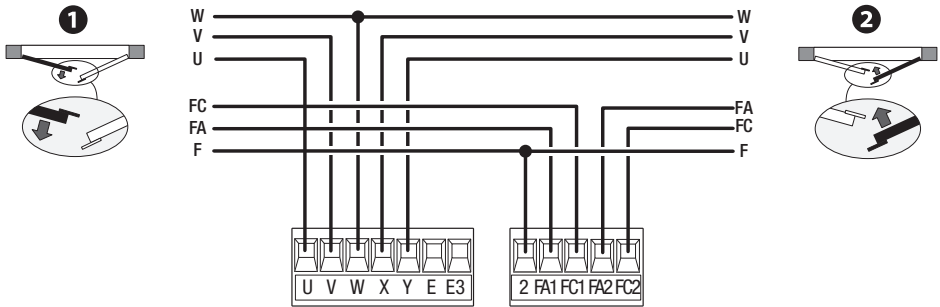 1
2
W W
V V
U U
FC FA
FA FC
F F
U V W X Y E E3
2 FA1 FC1 FA2 FC2